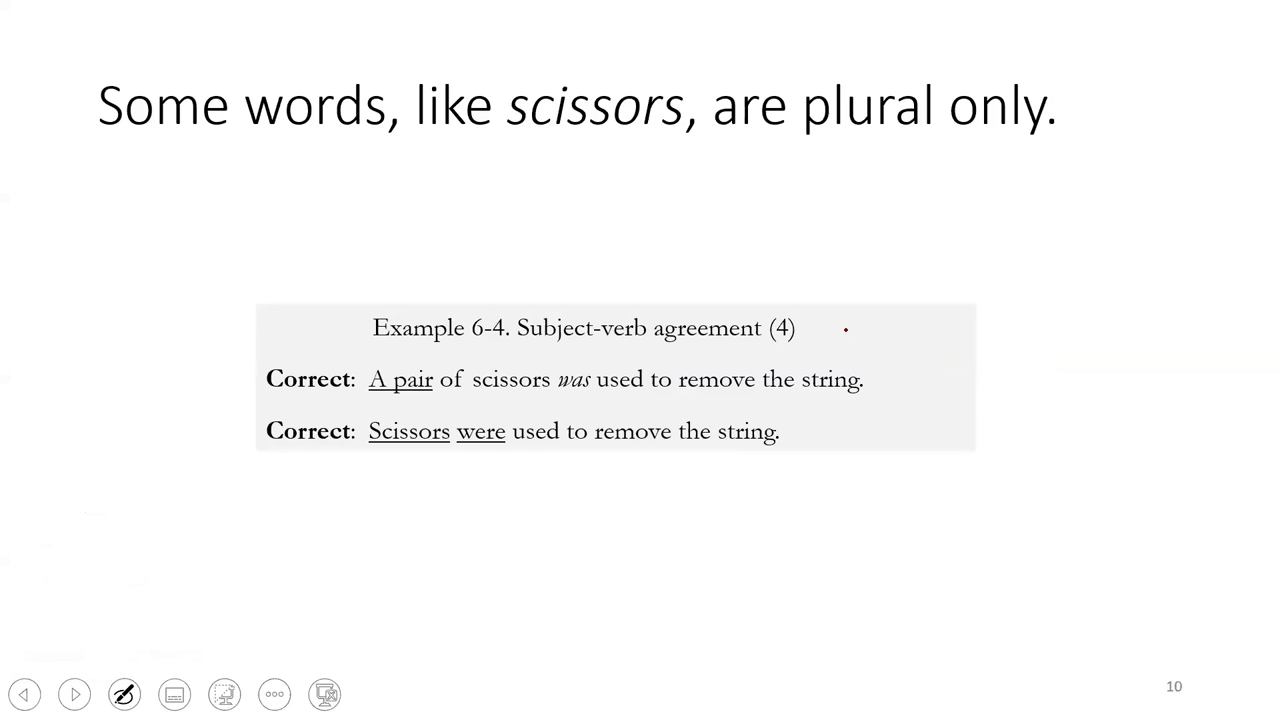 Some words, like scissors, are plural only.
Example 6-4. Subject-verb agreement (4)
Correct: A pair of scissors was used to remove the string.
Correct: Scissors were used to remove the string.
10